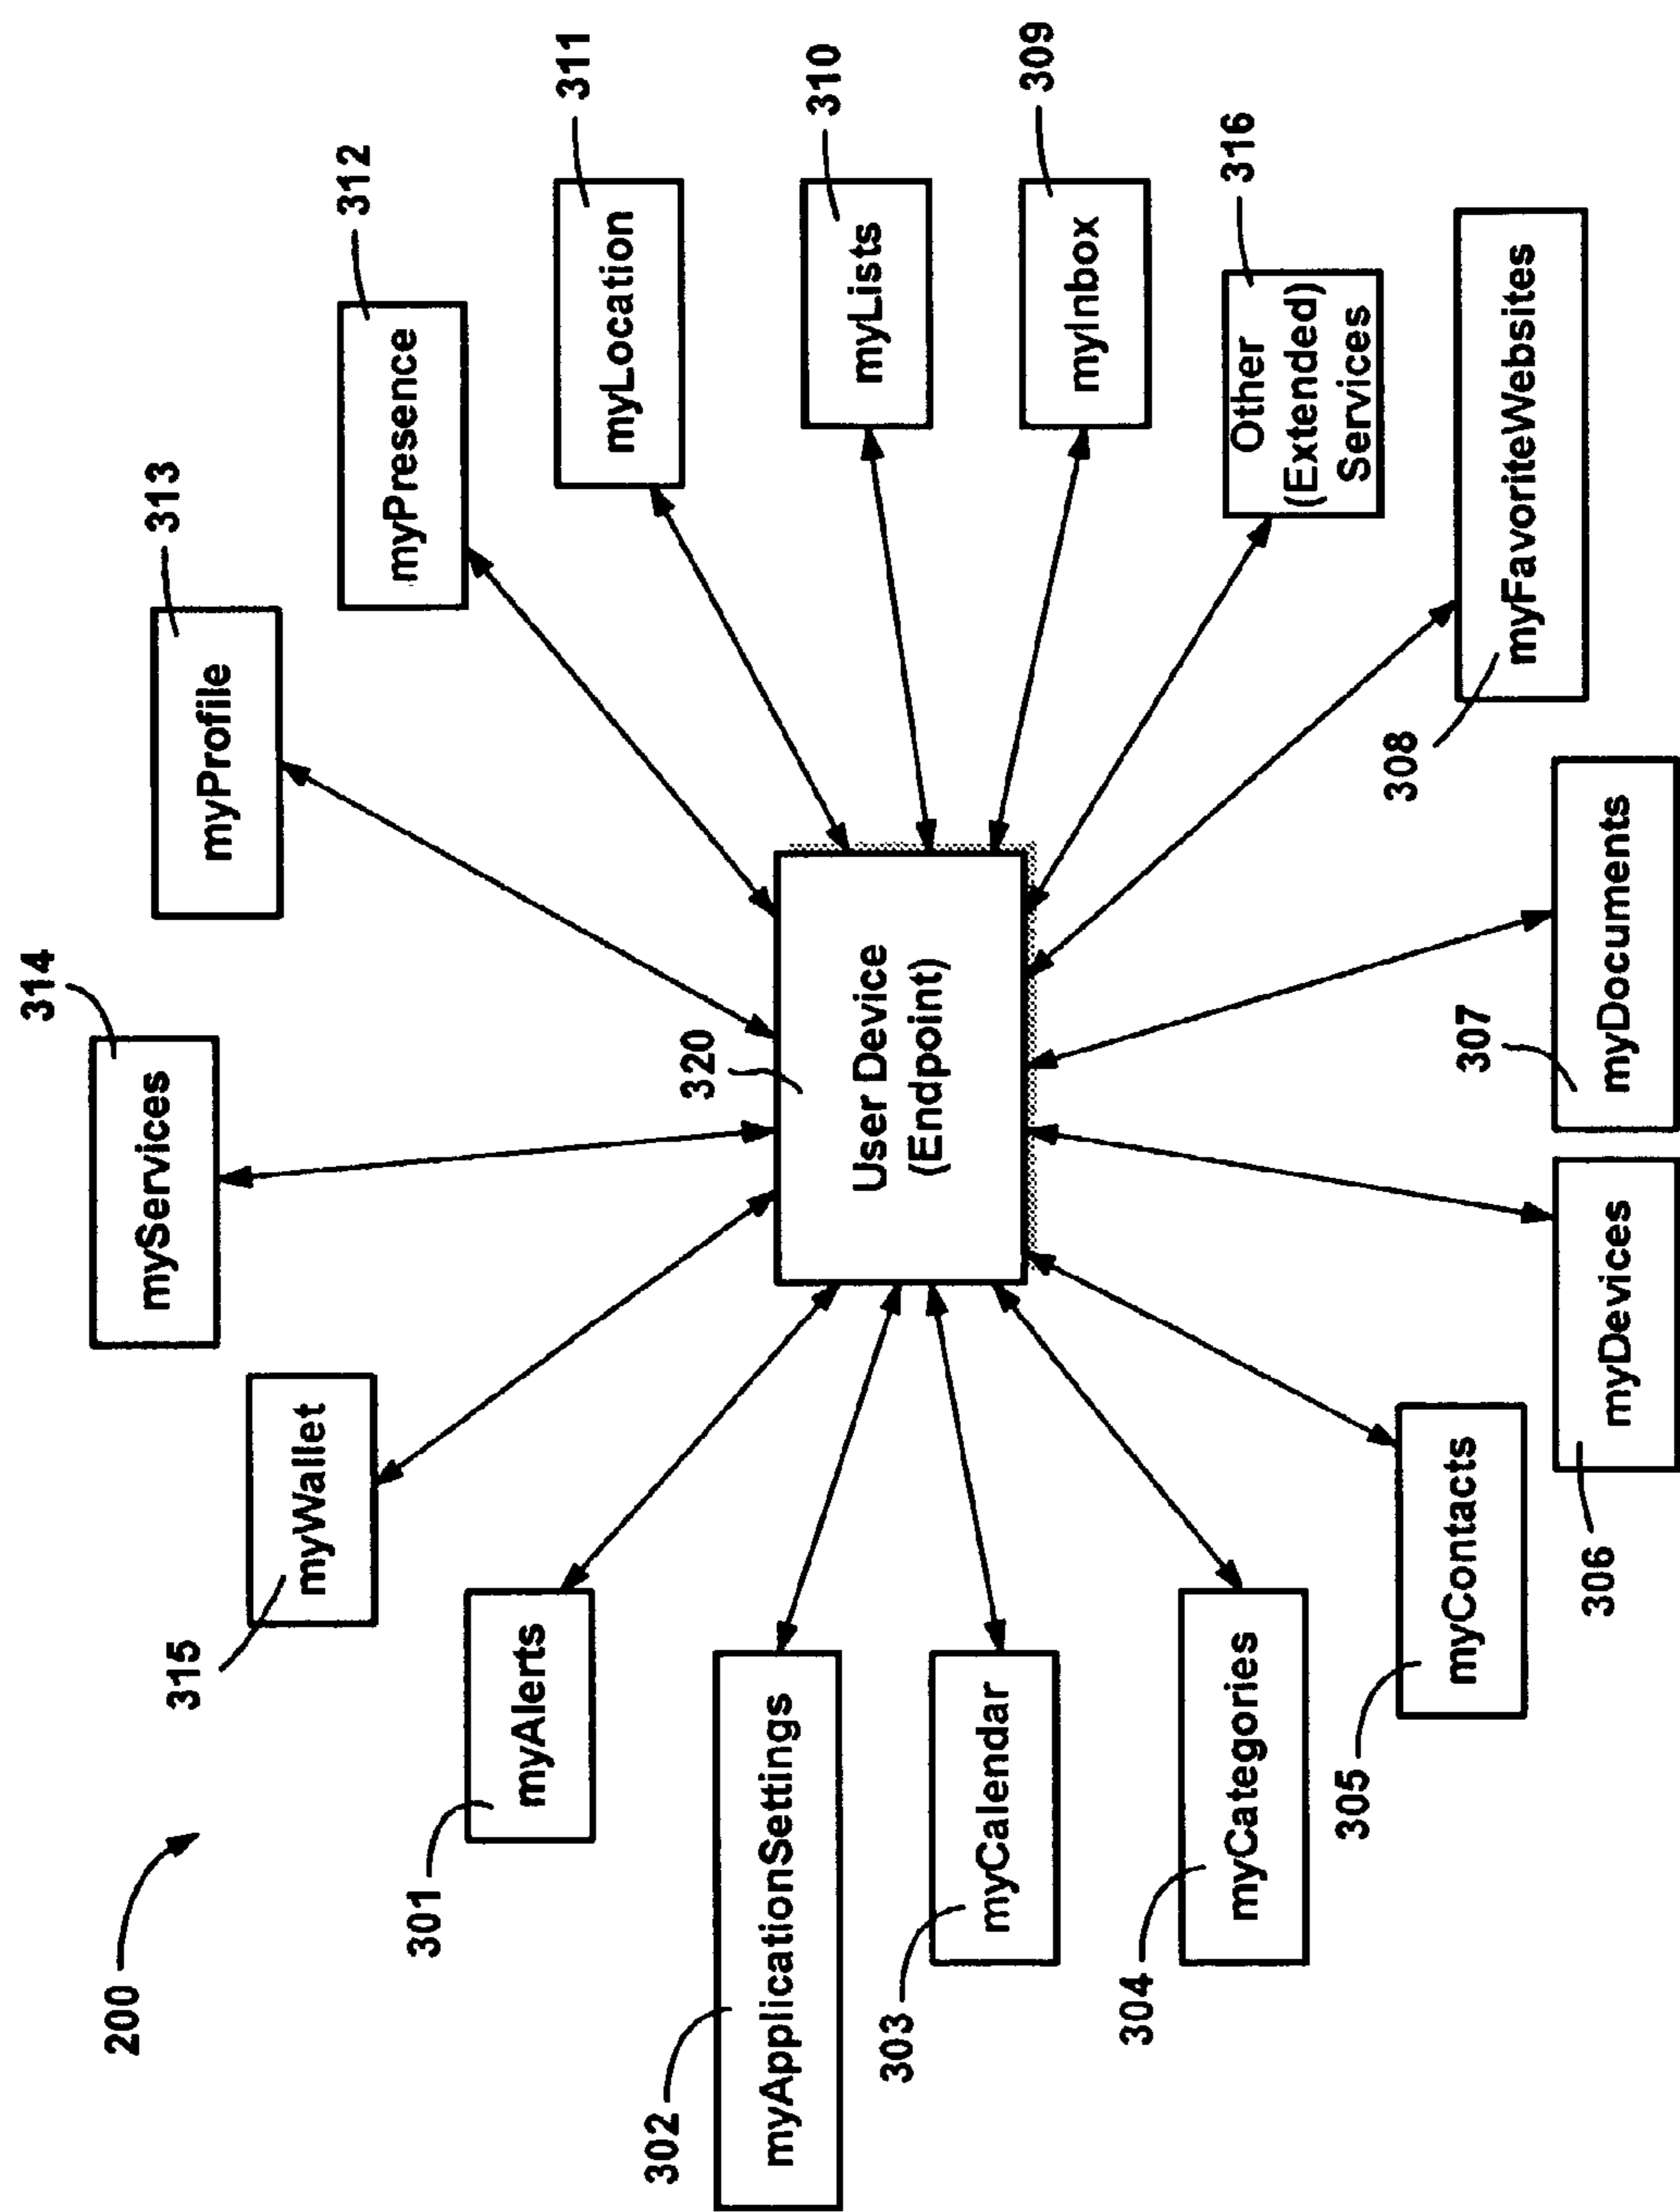 200
314
myServices
313
myProfile
315
myWallet
312
myPresence
301
myAlerts
311
myLocation
302
myApplicationSettings
320
User Device
(Endpoint)
310
myLists
303
myCalendar
309
myInbox
304
myCategories
316
Other
(Extended)
Services
305
myContacts
308
myFavoriteWebsites
306
myDevices
307
myDocuments